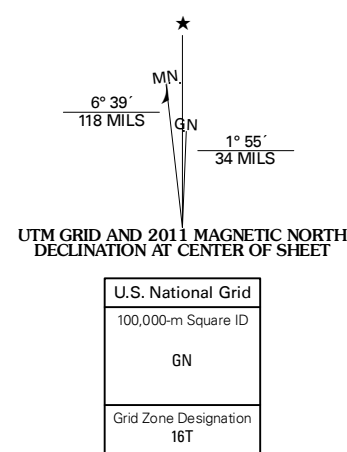 ★
MN
6° 39´
118 MILS
GN
1° 55´
34 MILS
UTM GRID AND 2011 MAGNETIC NORTH
DECLINATION AT CENTER OF SHEET
U.S. National Grid
100,000-m Square ID
GN
Grid Zone Designation
16T